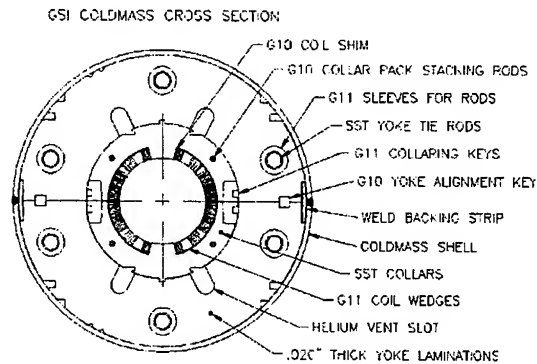 GSI COLDMASS CROSS SECTION
G10 COIL SHIM
G10 COLLAR PACK STACKING RODS
G11 SLEEVES FOR RODS
SST YOKE TIE RODS
G11 COLLARING KEYS
G10 YOKE ALIGNMENT KEY
WELD BACKING STRIP
COLDMASS SHELL
SST COLLARS
G11 COIL WEDGES
HELIUM VENT SLOT
.020" THICK YOKE LAMINATIONS